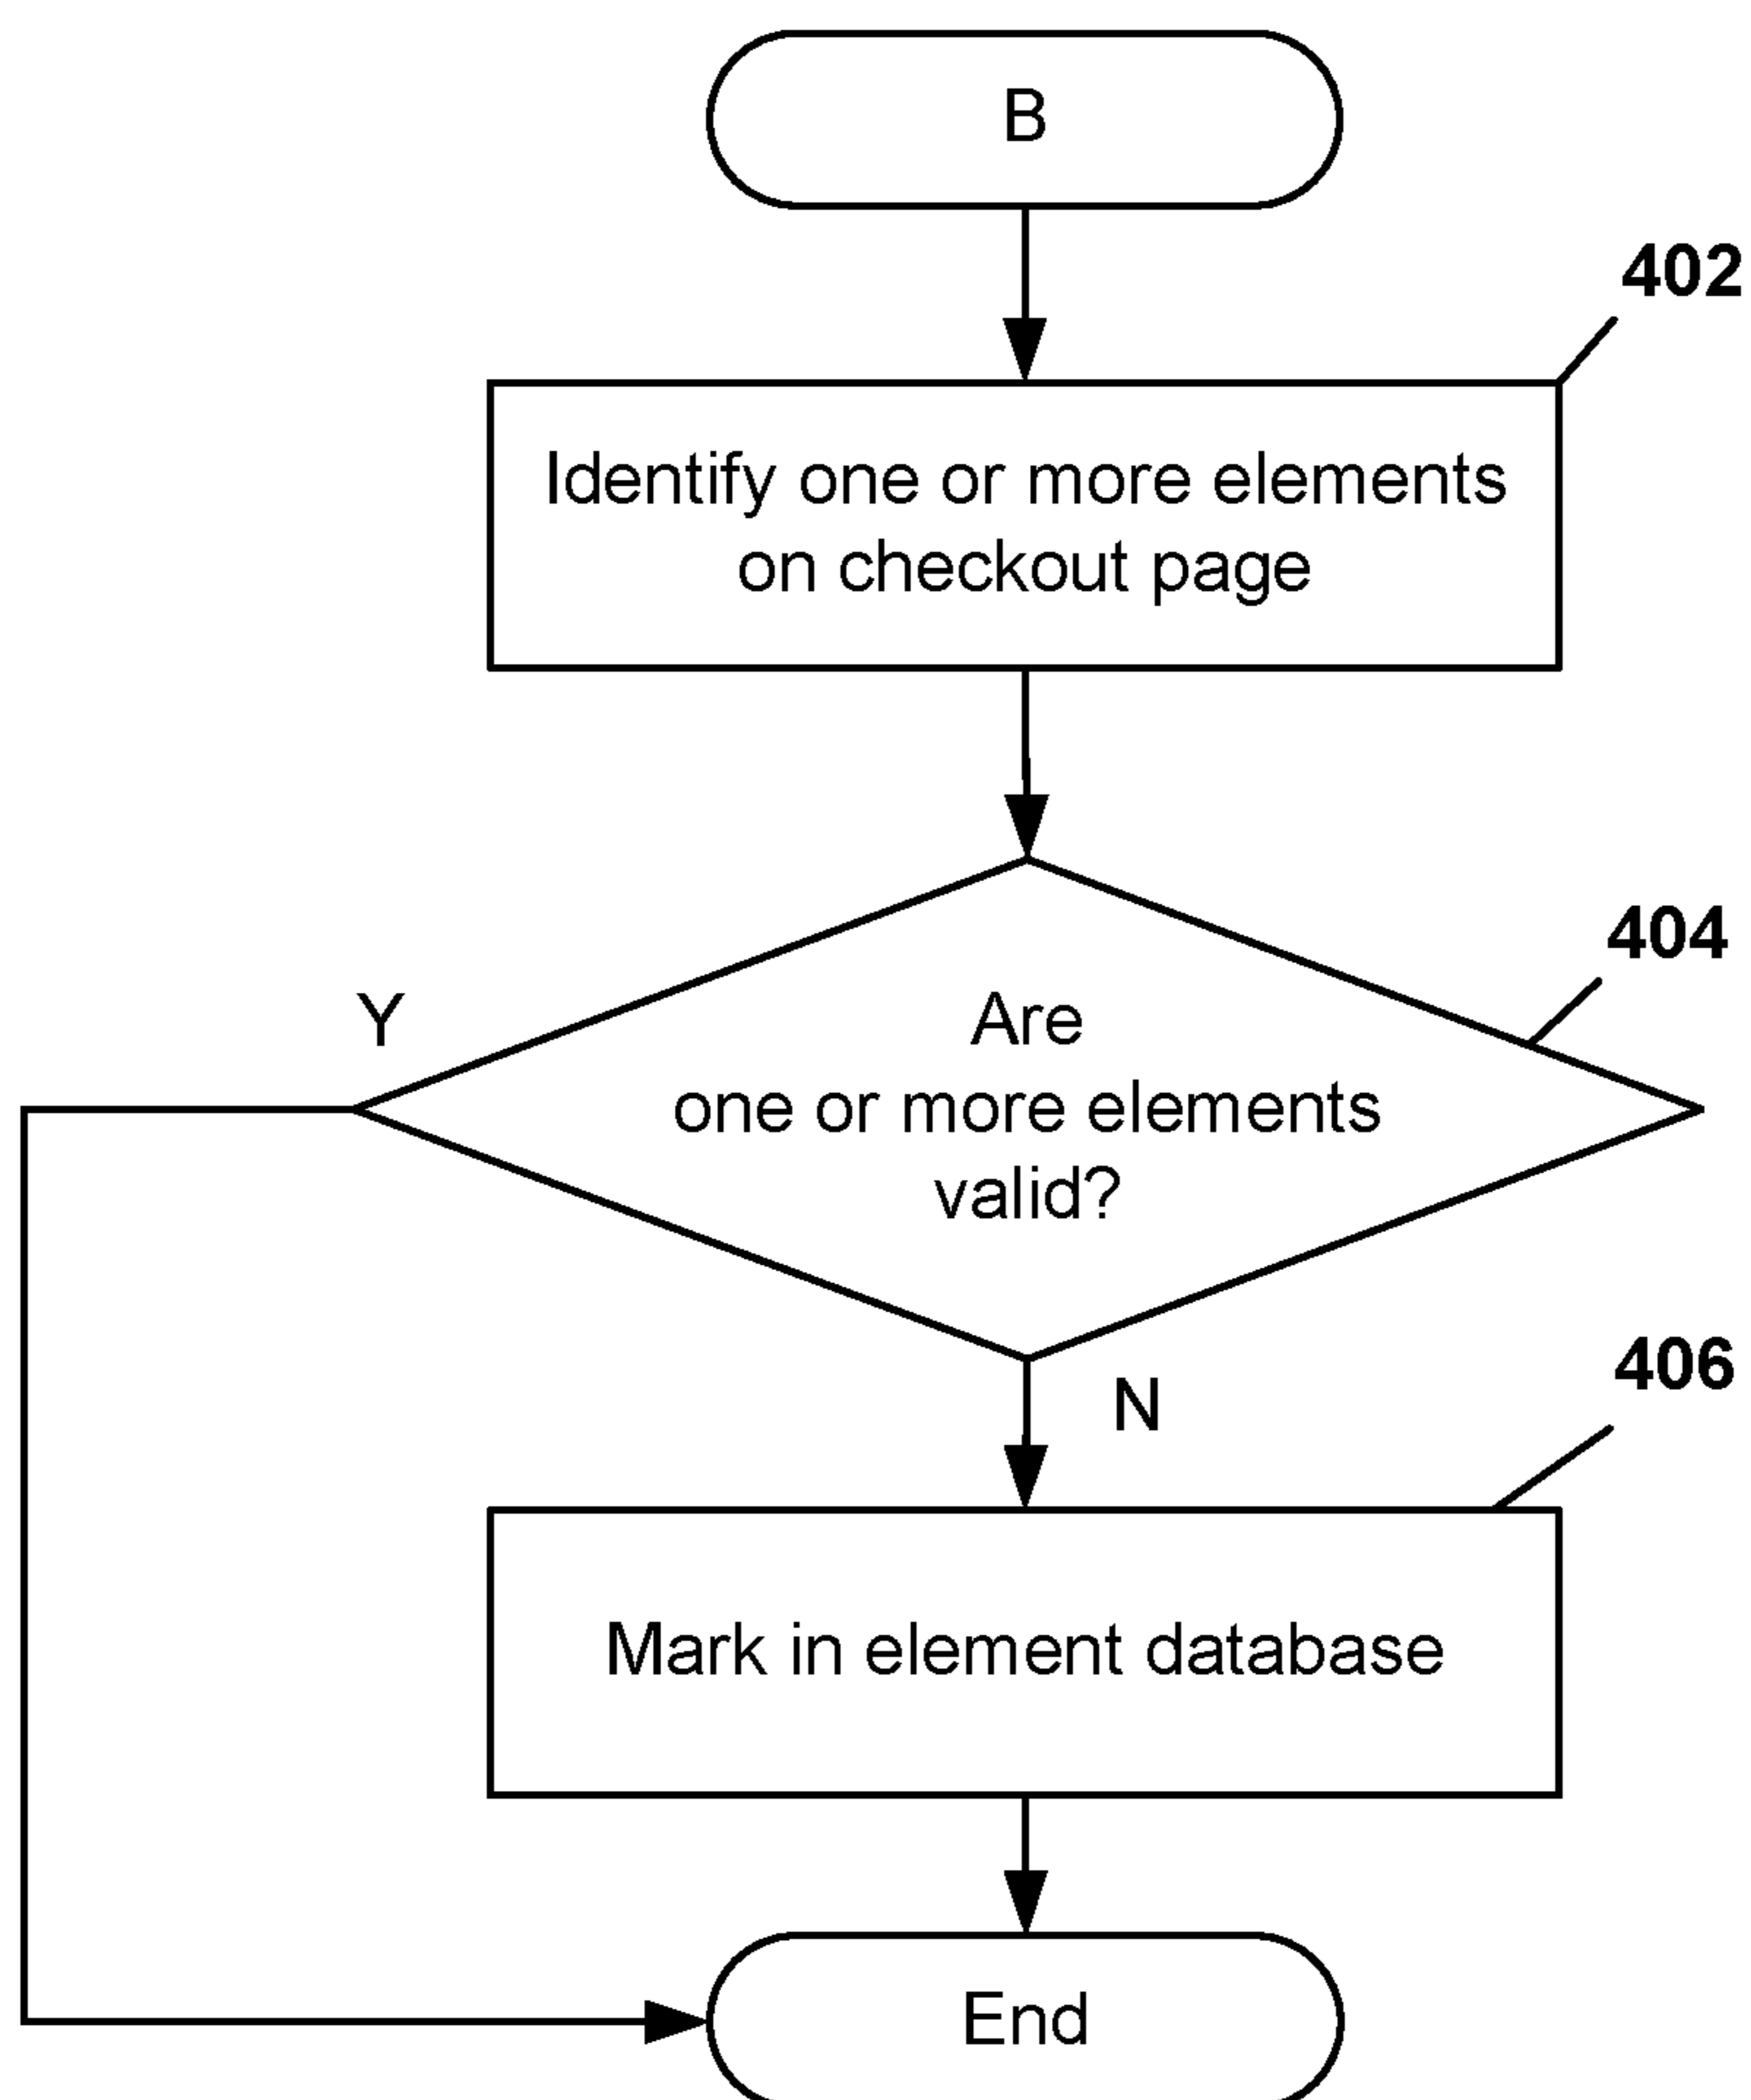 B
402
Identify one or more elements
on checkout page
404
Y
Are
one or more elements
valid?
N
406
Mark in element database
End